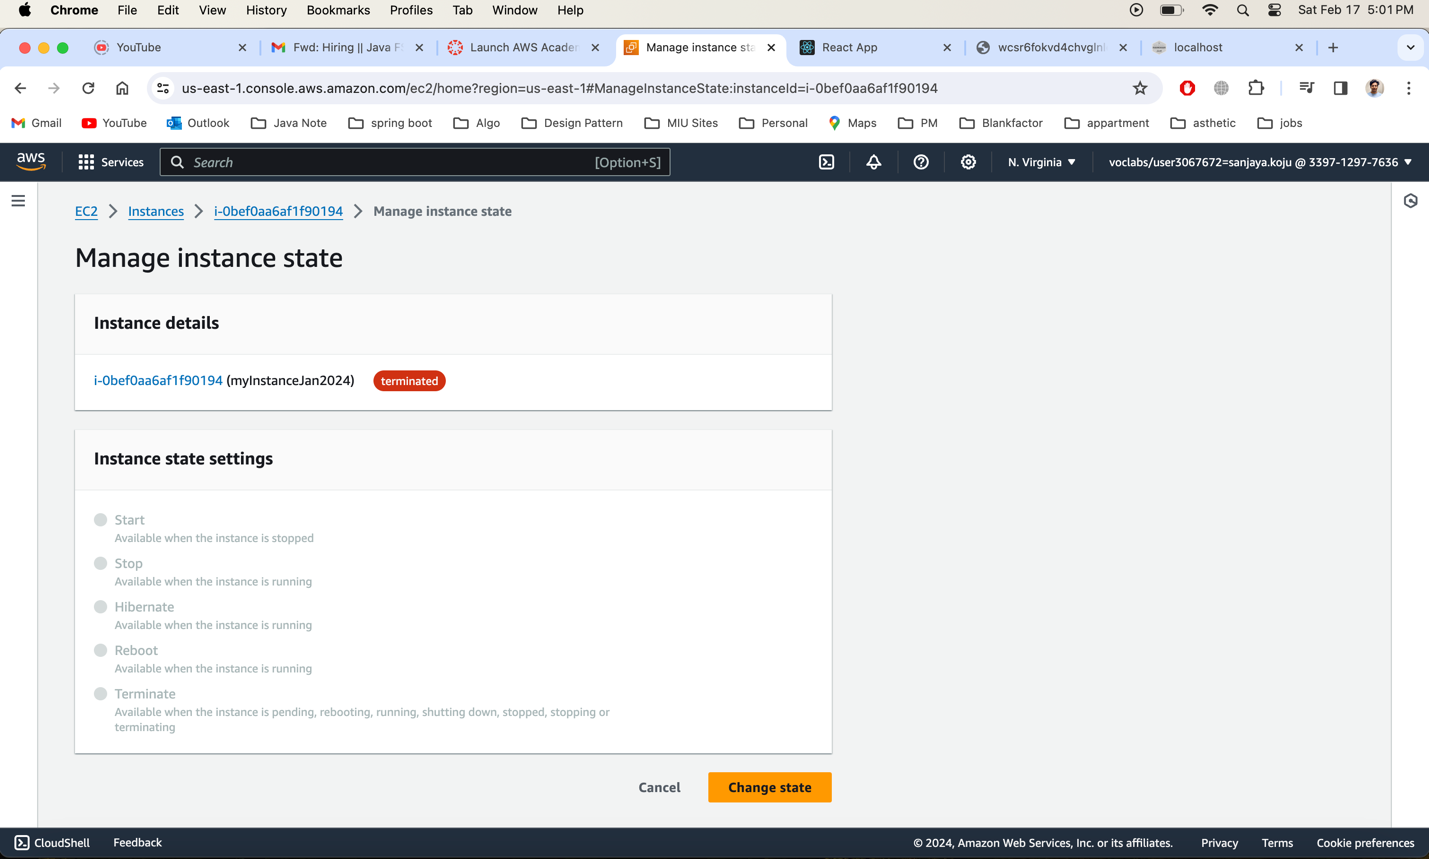 Chrome File Edit View History Bookmarks Profiles Tab Window Help Sat Feb 17 5:01 PM
YouTube Fwd: Hiring || Java F Launch AWS Acader Manage instance sta React App wcsr6fokvd4chvglnl localhost
us-east-1.console.aws.amazon.com/ec2/home?region=us-east-1#ManageInstanceState:instanceId=i-0bef0aa6af1f90194
Gmail YouTube Outlook Java Note spring boot Algo Design Pattern MIU Sites Personal Maps PM Blankfactor appartment asthetic jobs
aws Services Search [Option+S] N. Virginia voclabs/user3067672=sanjaya.koju @ 3397-1297-7636
EC2 Instances i-0bef0aa6af1f90194 Manage instance state
Manage instance state
Instance details
i-0bef0aa6af1f90194 (myInstanceJan2024) terminated
Instance state settings
Start
Available when the instance is stopped
Stop
Available when the instance is running
Hibernate
Available when the instance is running
Reboot
Available when the instance is running
Terminate
Available when the instance is pending, rebooting, running, shutting down, stopped, stopping or
terminating
Cancel Change state
CloudShell Feedback © 2024, Amazon Web Services, Inc. or its affiliates. Privacy Terms Cookie preferences